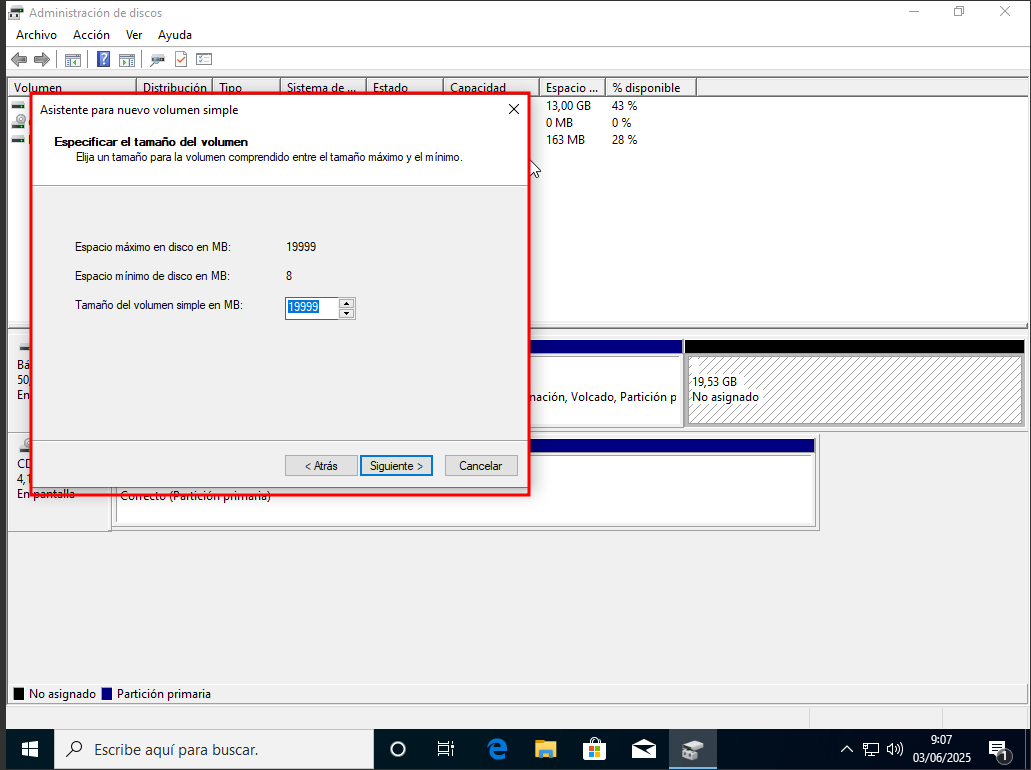 Administración de discos
Archivo Acción Ver Ayuda
Volumen Distribución Tipo Sistema de ... Estado Capacidad Espacio ... % disponible
13,00 GB 43 %
0 MB 0 %
163 MB 28 %
Asistente para nuevo volumen simple
Especificar el tamaño del volumen
Elija un tamaño para la volumen comprendido entre el tamaño máximo y el mínimo.
Espacio máximo en disco en MB: 19999
Espacio mínimo de disco en MB: 8
Tamaño del volumen simple en MB: 19999
< Atrás Siguiente > Cancelar
Bá
50,
En
nación, Volcado, Partición p
19,53 GB
No asignado
CD
4,1
En pantalla
Correcto (Partición primaria)
No asignado Partición primaria
Escribe aquí para buscar.
9:07
03/06/2025
1